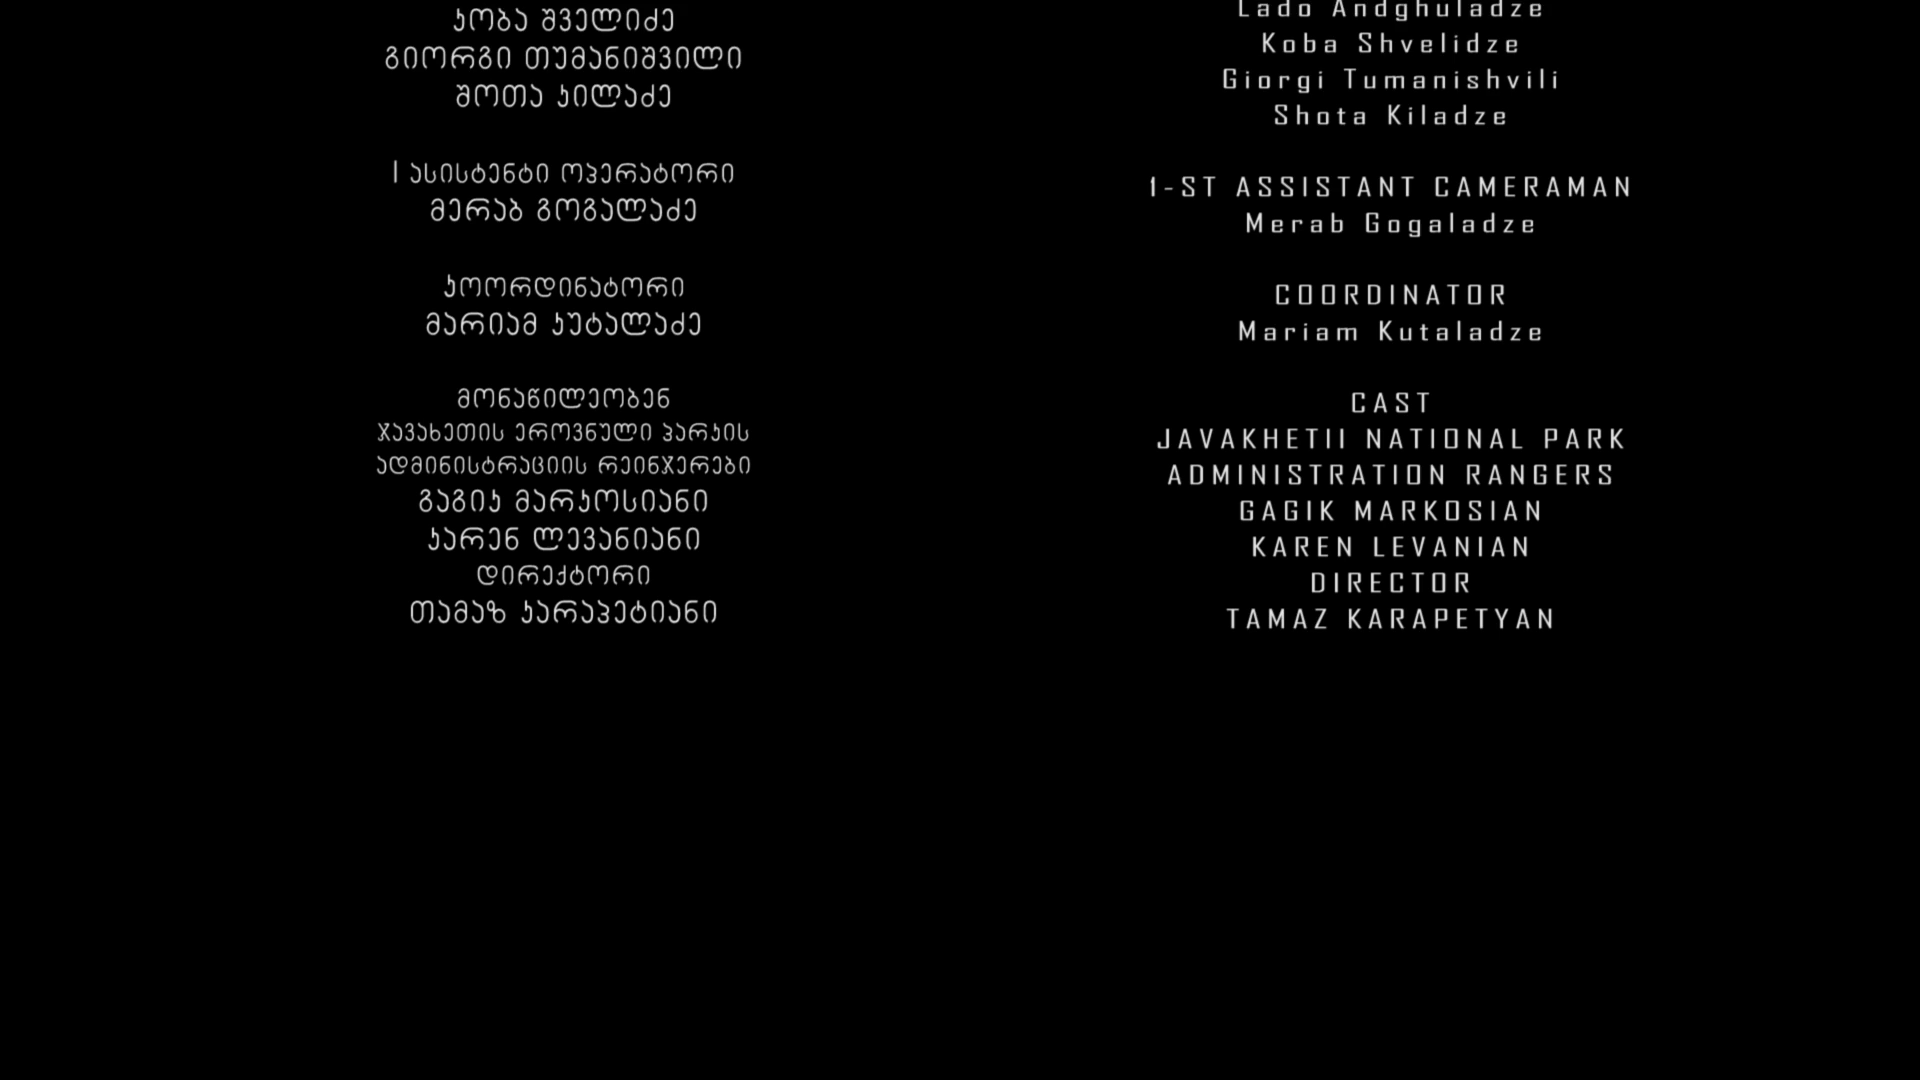 კობა შველიძე
გიორგი თუმანიშვილი
შოთა კილაძე
I ასისტენტი ოპერატორი
მერაბ გოგალაძე
კოორდინატორი
მარიამ კუტალაძე
მონაწილეობენ
ჯავახეთის ეროვნული პარკის
ადმინისტრაციის რეინჯერები
გაგიკ მარკოსიანი
კარენ ლევანიანი
დირექტორი
თამაზ კარაპეტიანი
Lado Andghuladze
Koba Shvelidze
Giorgi Tumanishvili
Shota Kiladze
1-ST ASSISTANT CAMERAMAN
Merab Gogaladze
COORDINATOR
Mariam Kutaladze
CAST
JAVAKHETII NATIONAL PARK
ADMINISTRATION RANGERS
GAGIK MARKOSIAN
KAREN LEVANIAN
DIRECTOR
TAMAZ KARAPETYAN